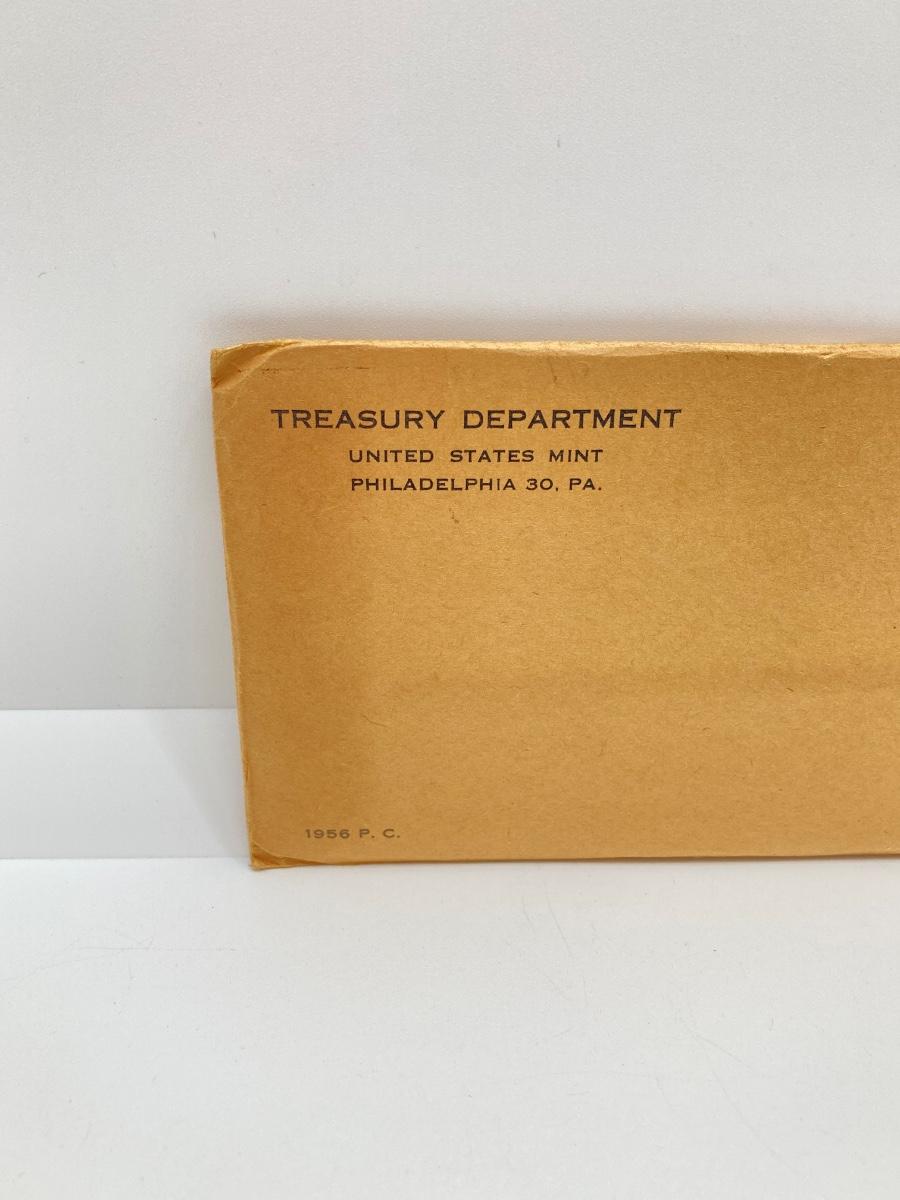 TREASURY DEPARTMENT
UNITED STATES MINT
PHILADELPHIA 30, PA.
1956 P. C.